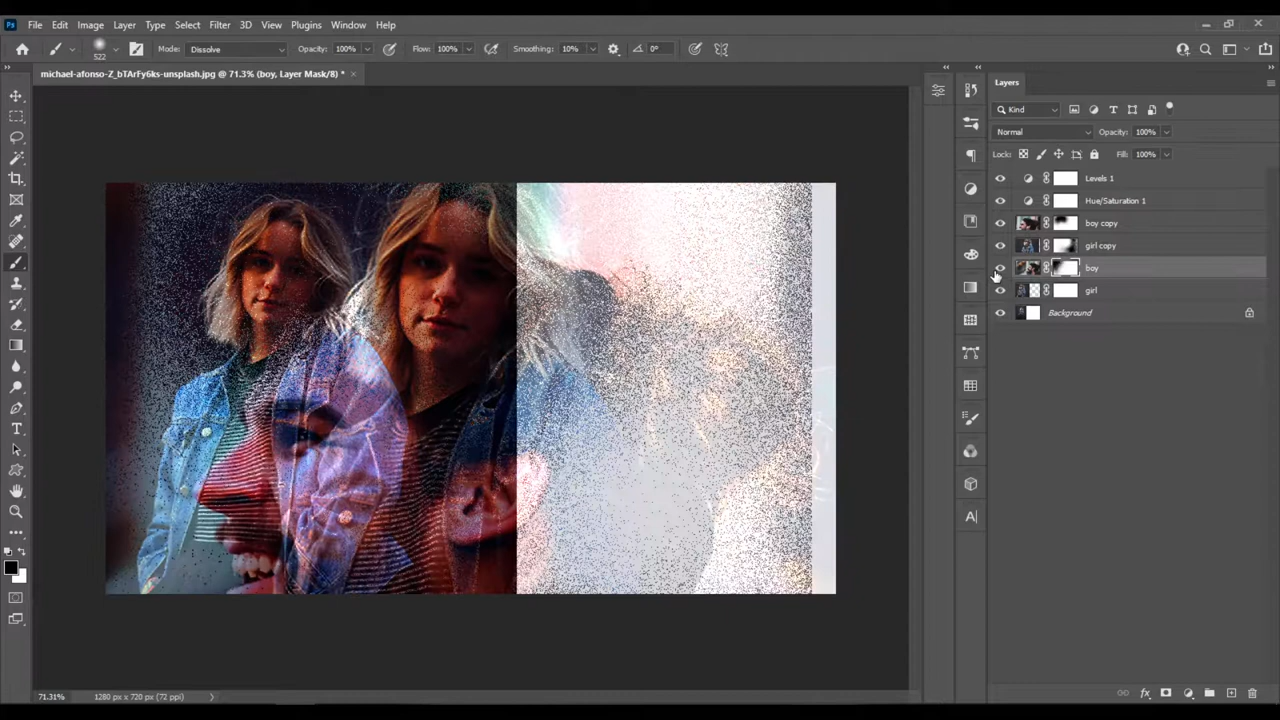 Ps File Edit Image Layer Type Select Filter 3D View Plugins Window Help
522 Mode: Dissolve Opacity: 100% Flow: 100% Smoothing: 10% 0°
michael-afonso-Z_bTArFy6ks-unsplash.jpg @ 71.3% (boy, Layer Mask/8) *
Layers
Kind
Normal Opacity: 100%
Lock: Fill: 100%
Levels 1
Hue/Saturation 1
boy copy
girl copy
boy
girl
Background
71.31% 1280 px x 720 px (72 ppi)